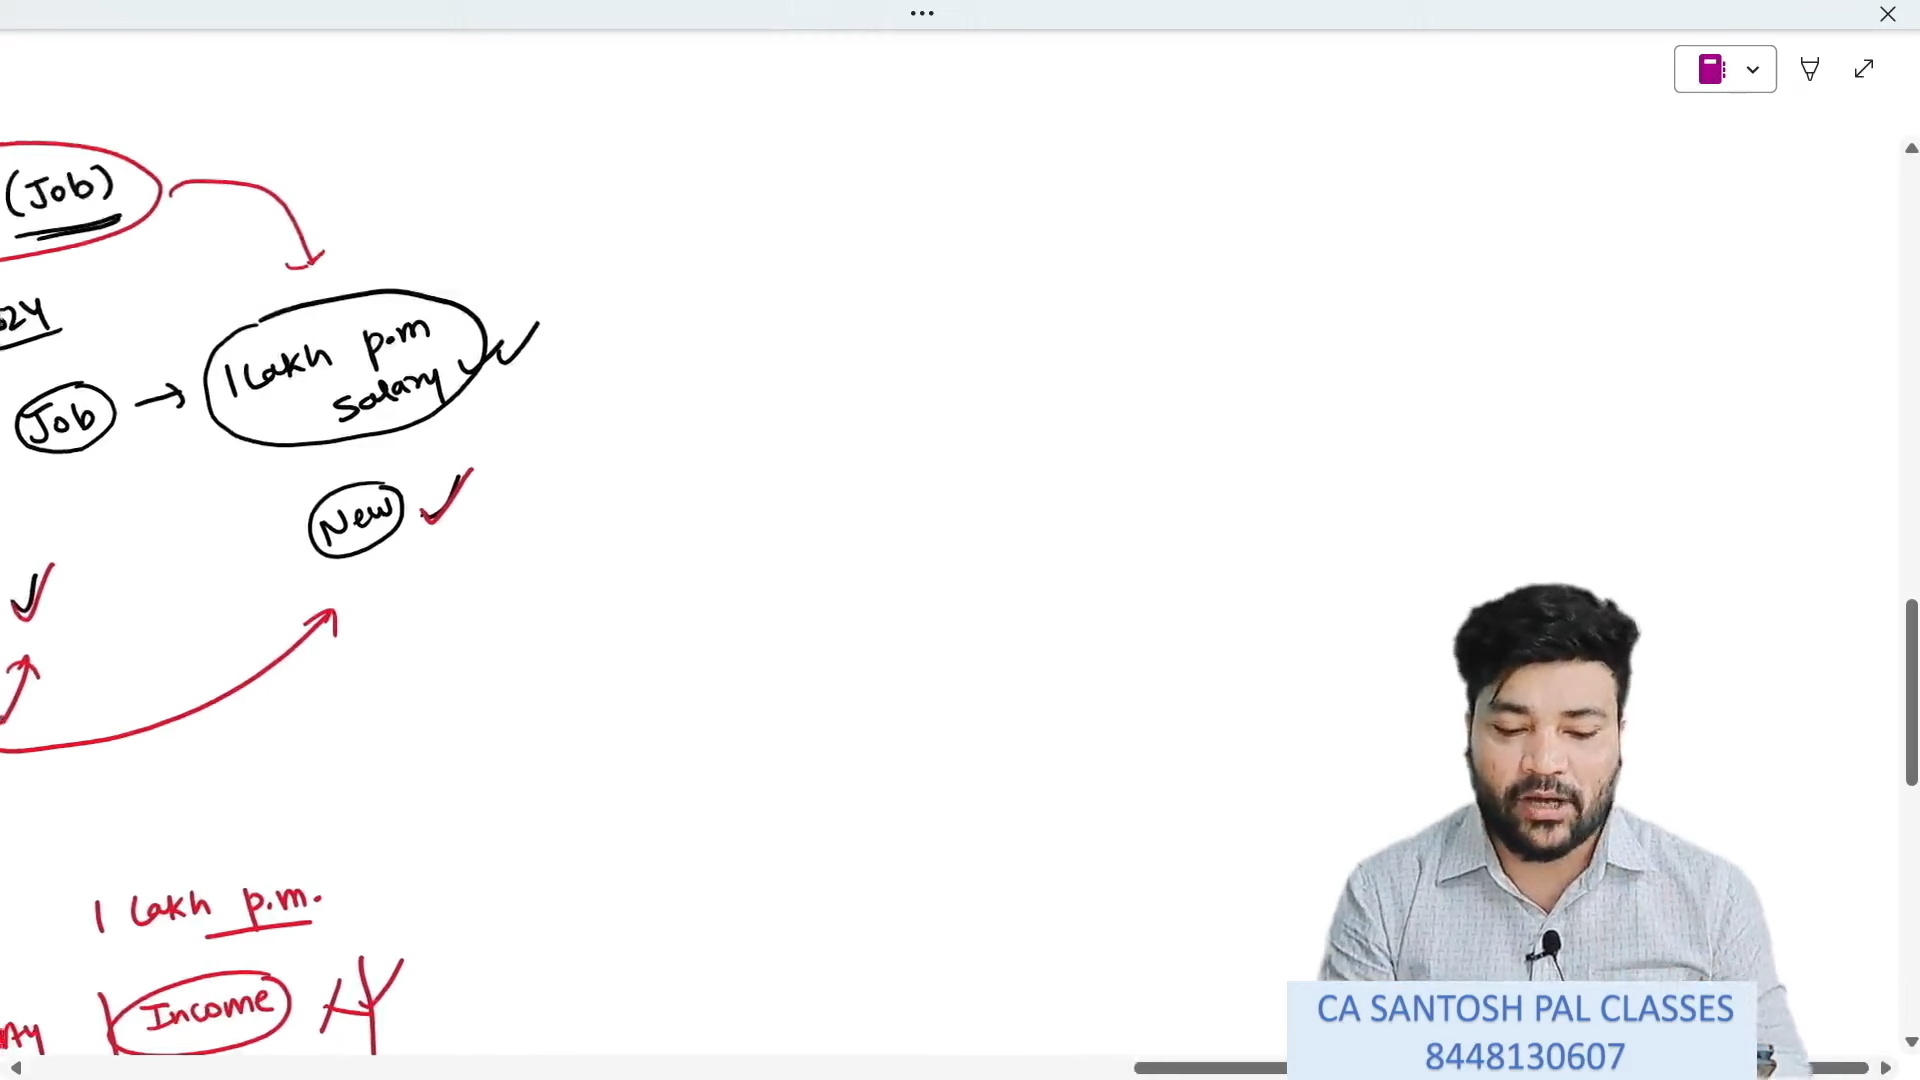 (Job)
024
1 Lakh p.m
Salary
Job →
New
1 Lakh p.m.
Income
CA SANTOSH PAL CLASSES
8448130607